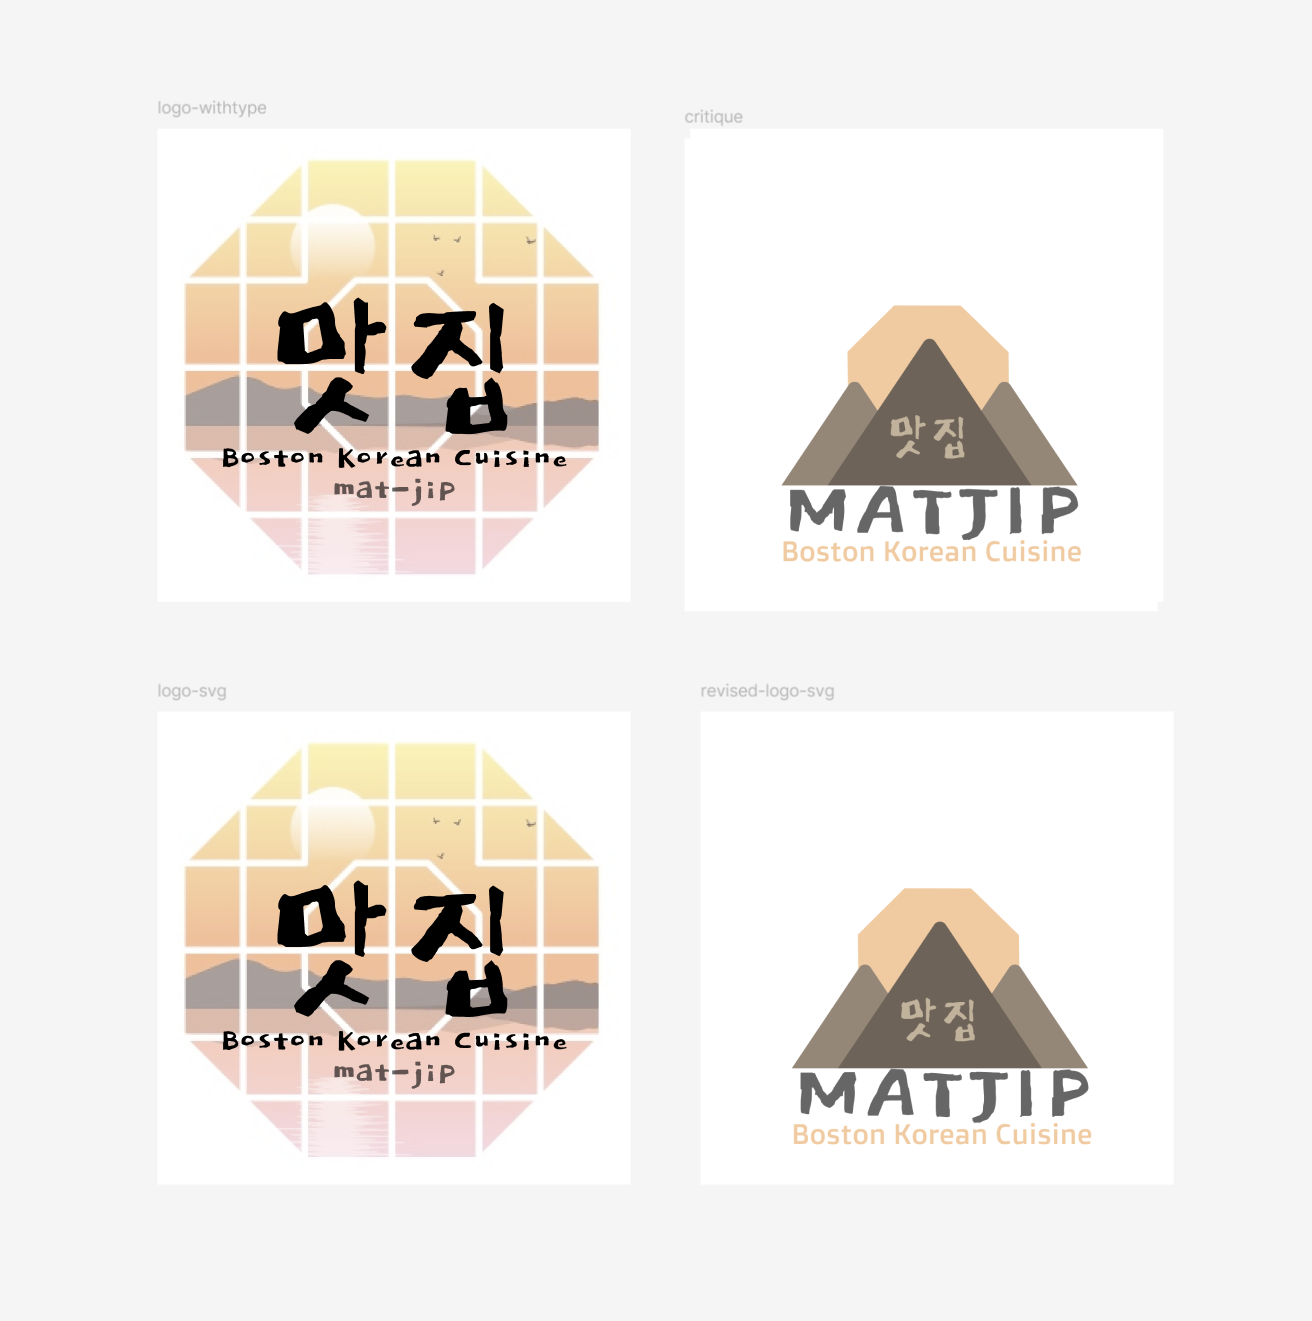 logo-withtype
맛집
Boston Korean Cuisine
mat-jip
critique
맛집
MATJIP
Boston Korean Cuisine
logo-svg
맛집
Boston Korean Cuisine
mat-jip
revised-logo-svg
맛집
MATJIP
Boston Korean Cuisine